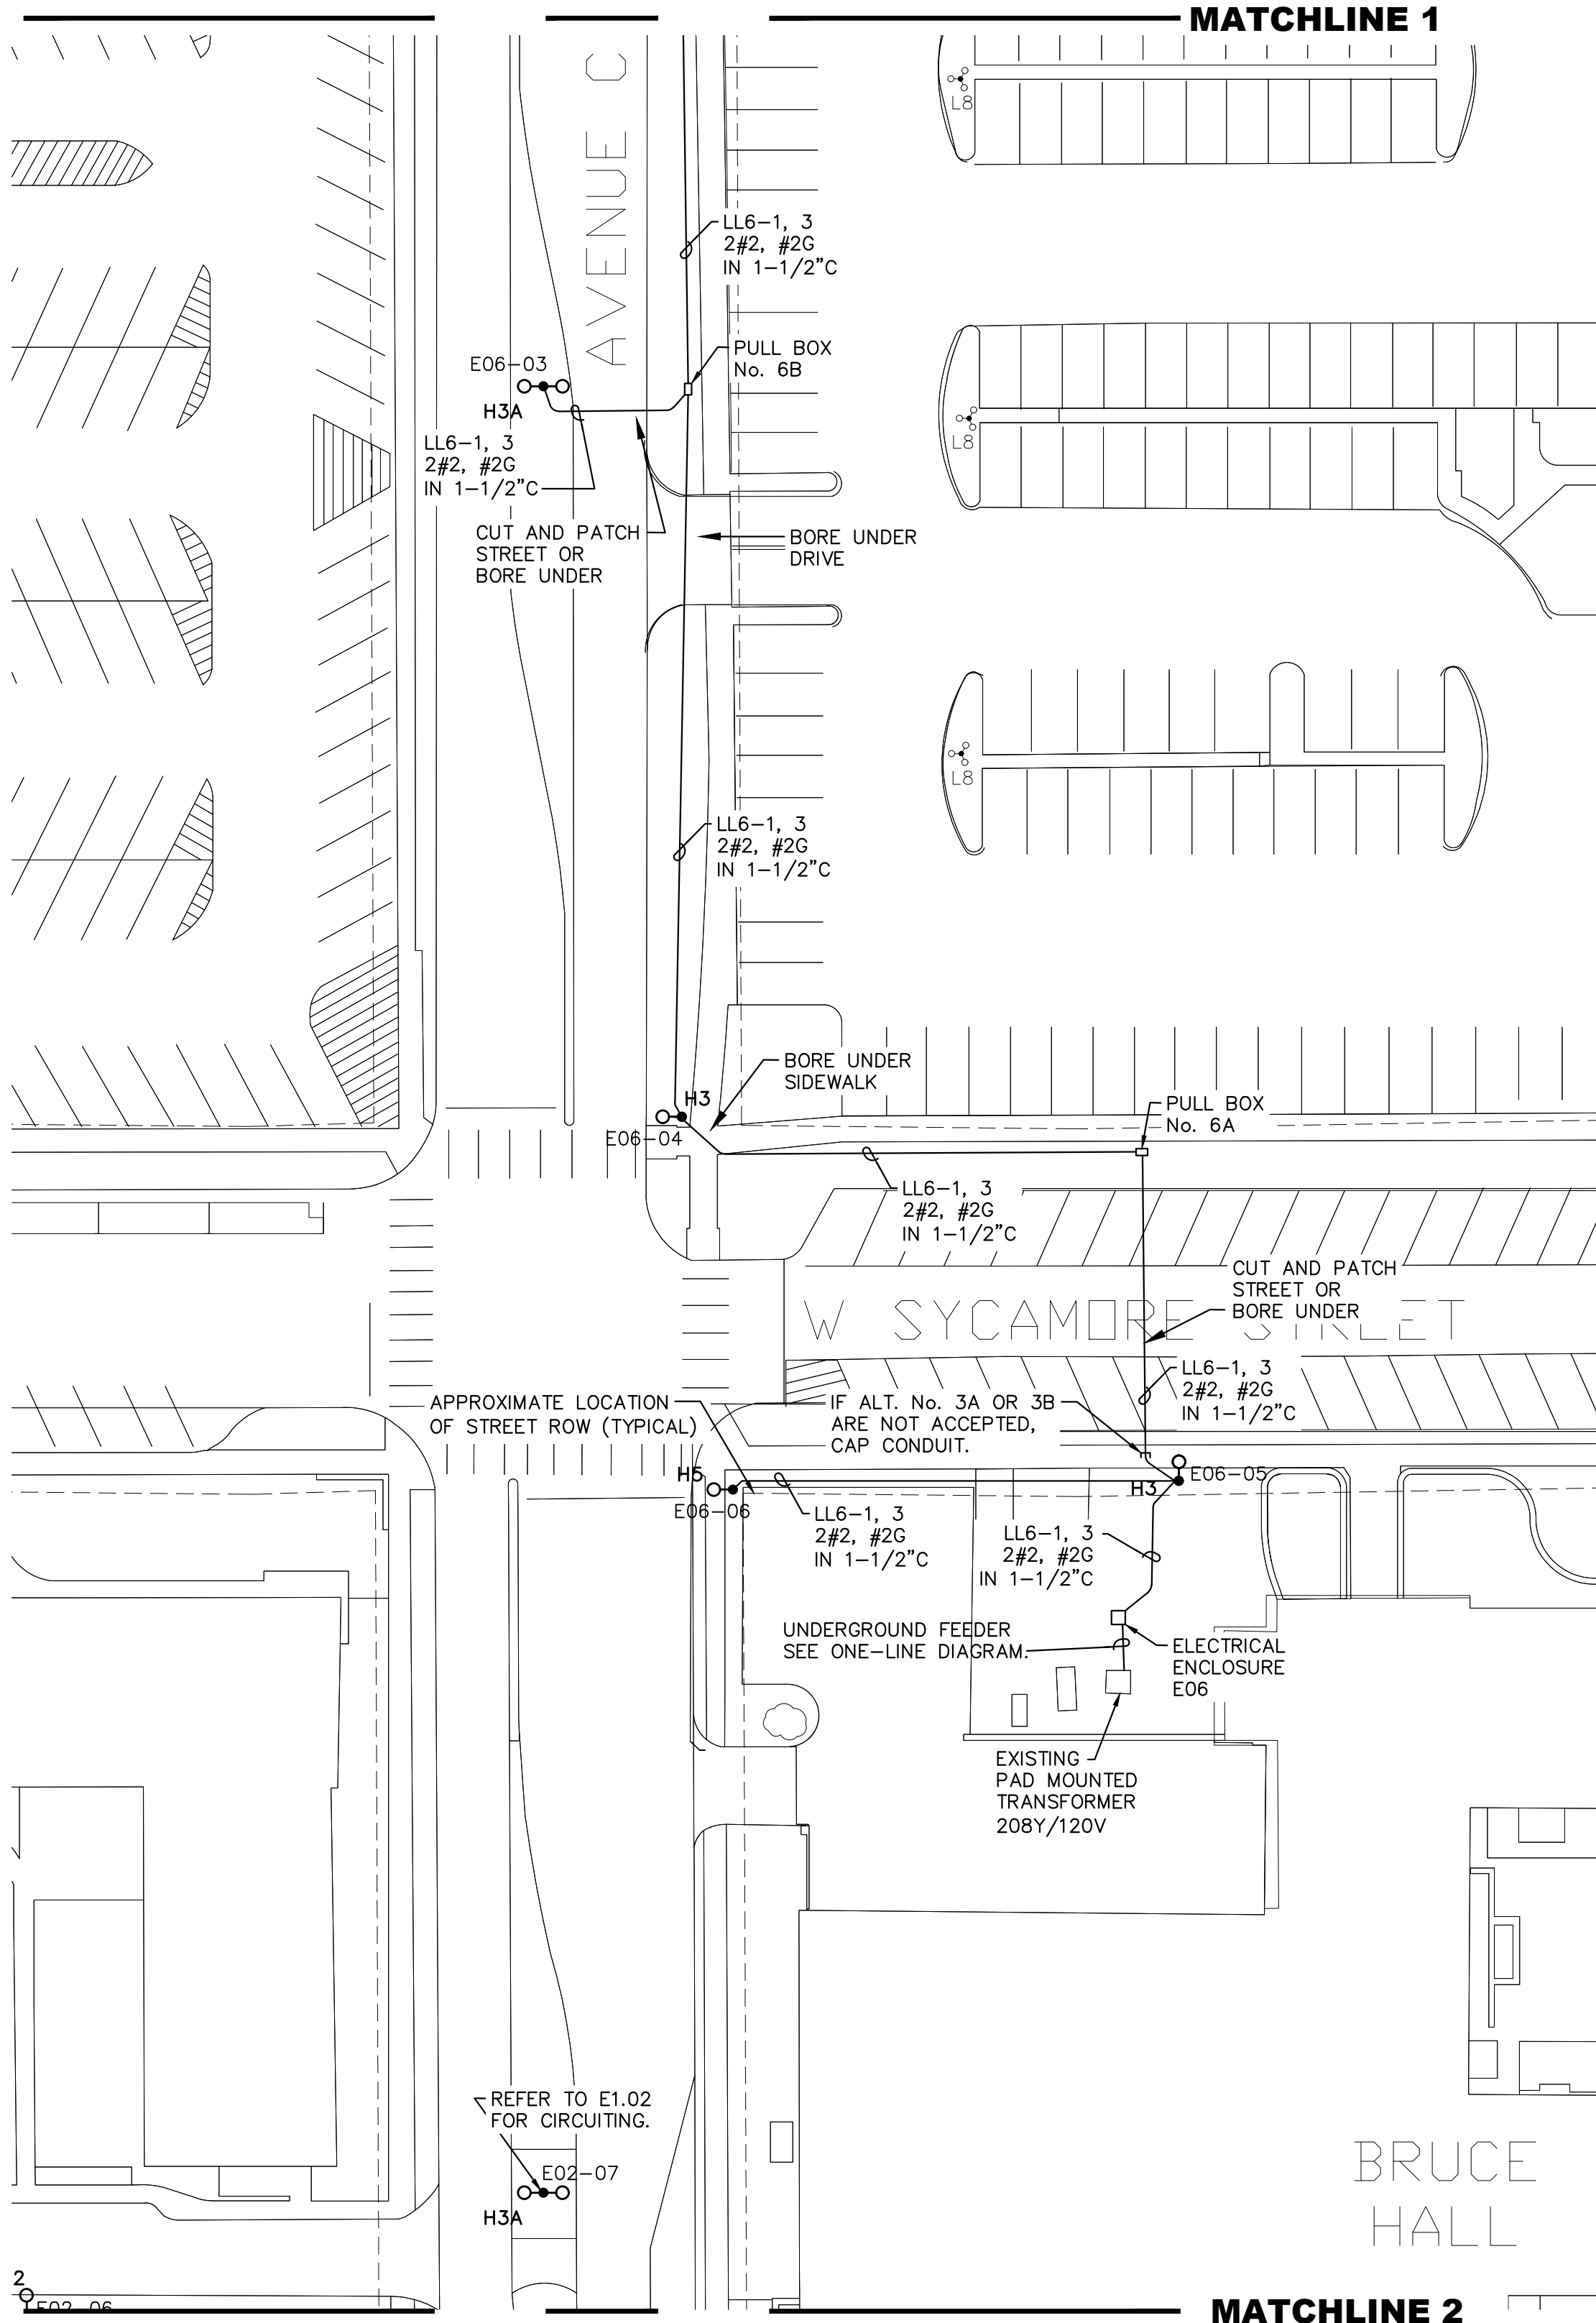 MATCHLINE 1
AVENUE C
L8
LL6-1, 3
2#2, #2G
IN 1-1/2"C
PULL BOX
No. 6B
E06-03
H3A
LL6-1, 3
2#2, #2G
IN 1-1/2"C
L8
CUT AND PATCH
STREET OR
BORE UNDER
BORE UNDER
DRIVE
L8
LL6-1, 3
2#2, #2G
IN 1-1/2"C
BORE UNDER
SIDEWALK
H3
E06-04
PULL BOX
No. 6A
LL6-1, 3
2#2, #2G
IN 1-1/2"C
CUT AND PATCH
STREET OR
BORE UNDER
W SYCAMORE STREET
LL6-1, 3
2#2, #2G
IN 1-1/2"C
APPROXIMATE LOCATION
OF STREET ROW (TYPICAL)
IF ALT. No. 3A OR 3B
ARE NOT ACCEPTED,
CAP CONDUIT.
H5
E06-06
E06-05
H3
LL6-1, 3
2#2, #2G
IN 1-1/2"C
LL6-1, 3
2#2, #2G
IN 1-1/2"C
UNDERGROUND FEEDER
SEE ONE-LINE DIAGRAM.
ELECTRICAL
ENCLOSURE
E06
EXISTING
PAD MOUNTED
TRANSFORMER
208Y/120V
REFER TO E1.02
FOR CIRCUITING.
E02-07
H3A
BRUCE
HALL
2
E02-06
MATCHLINE 2